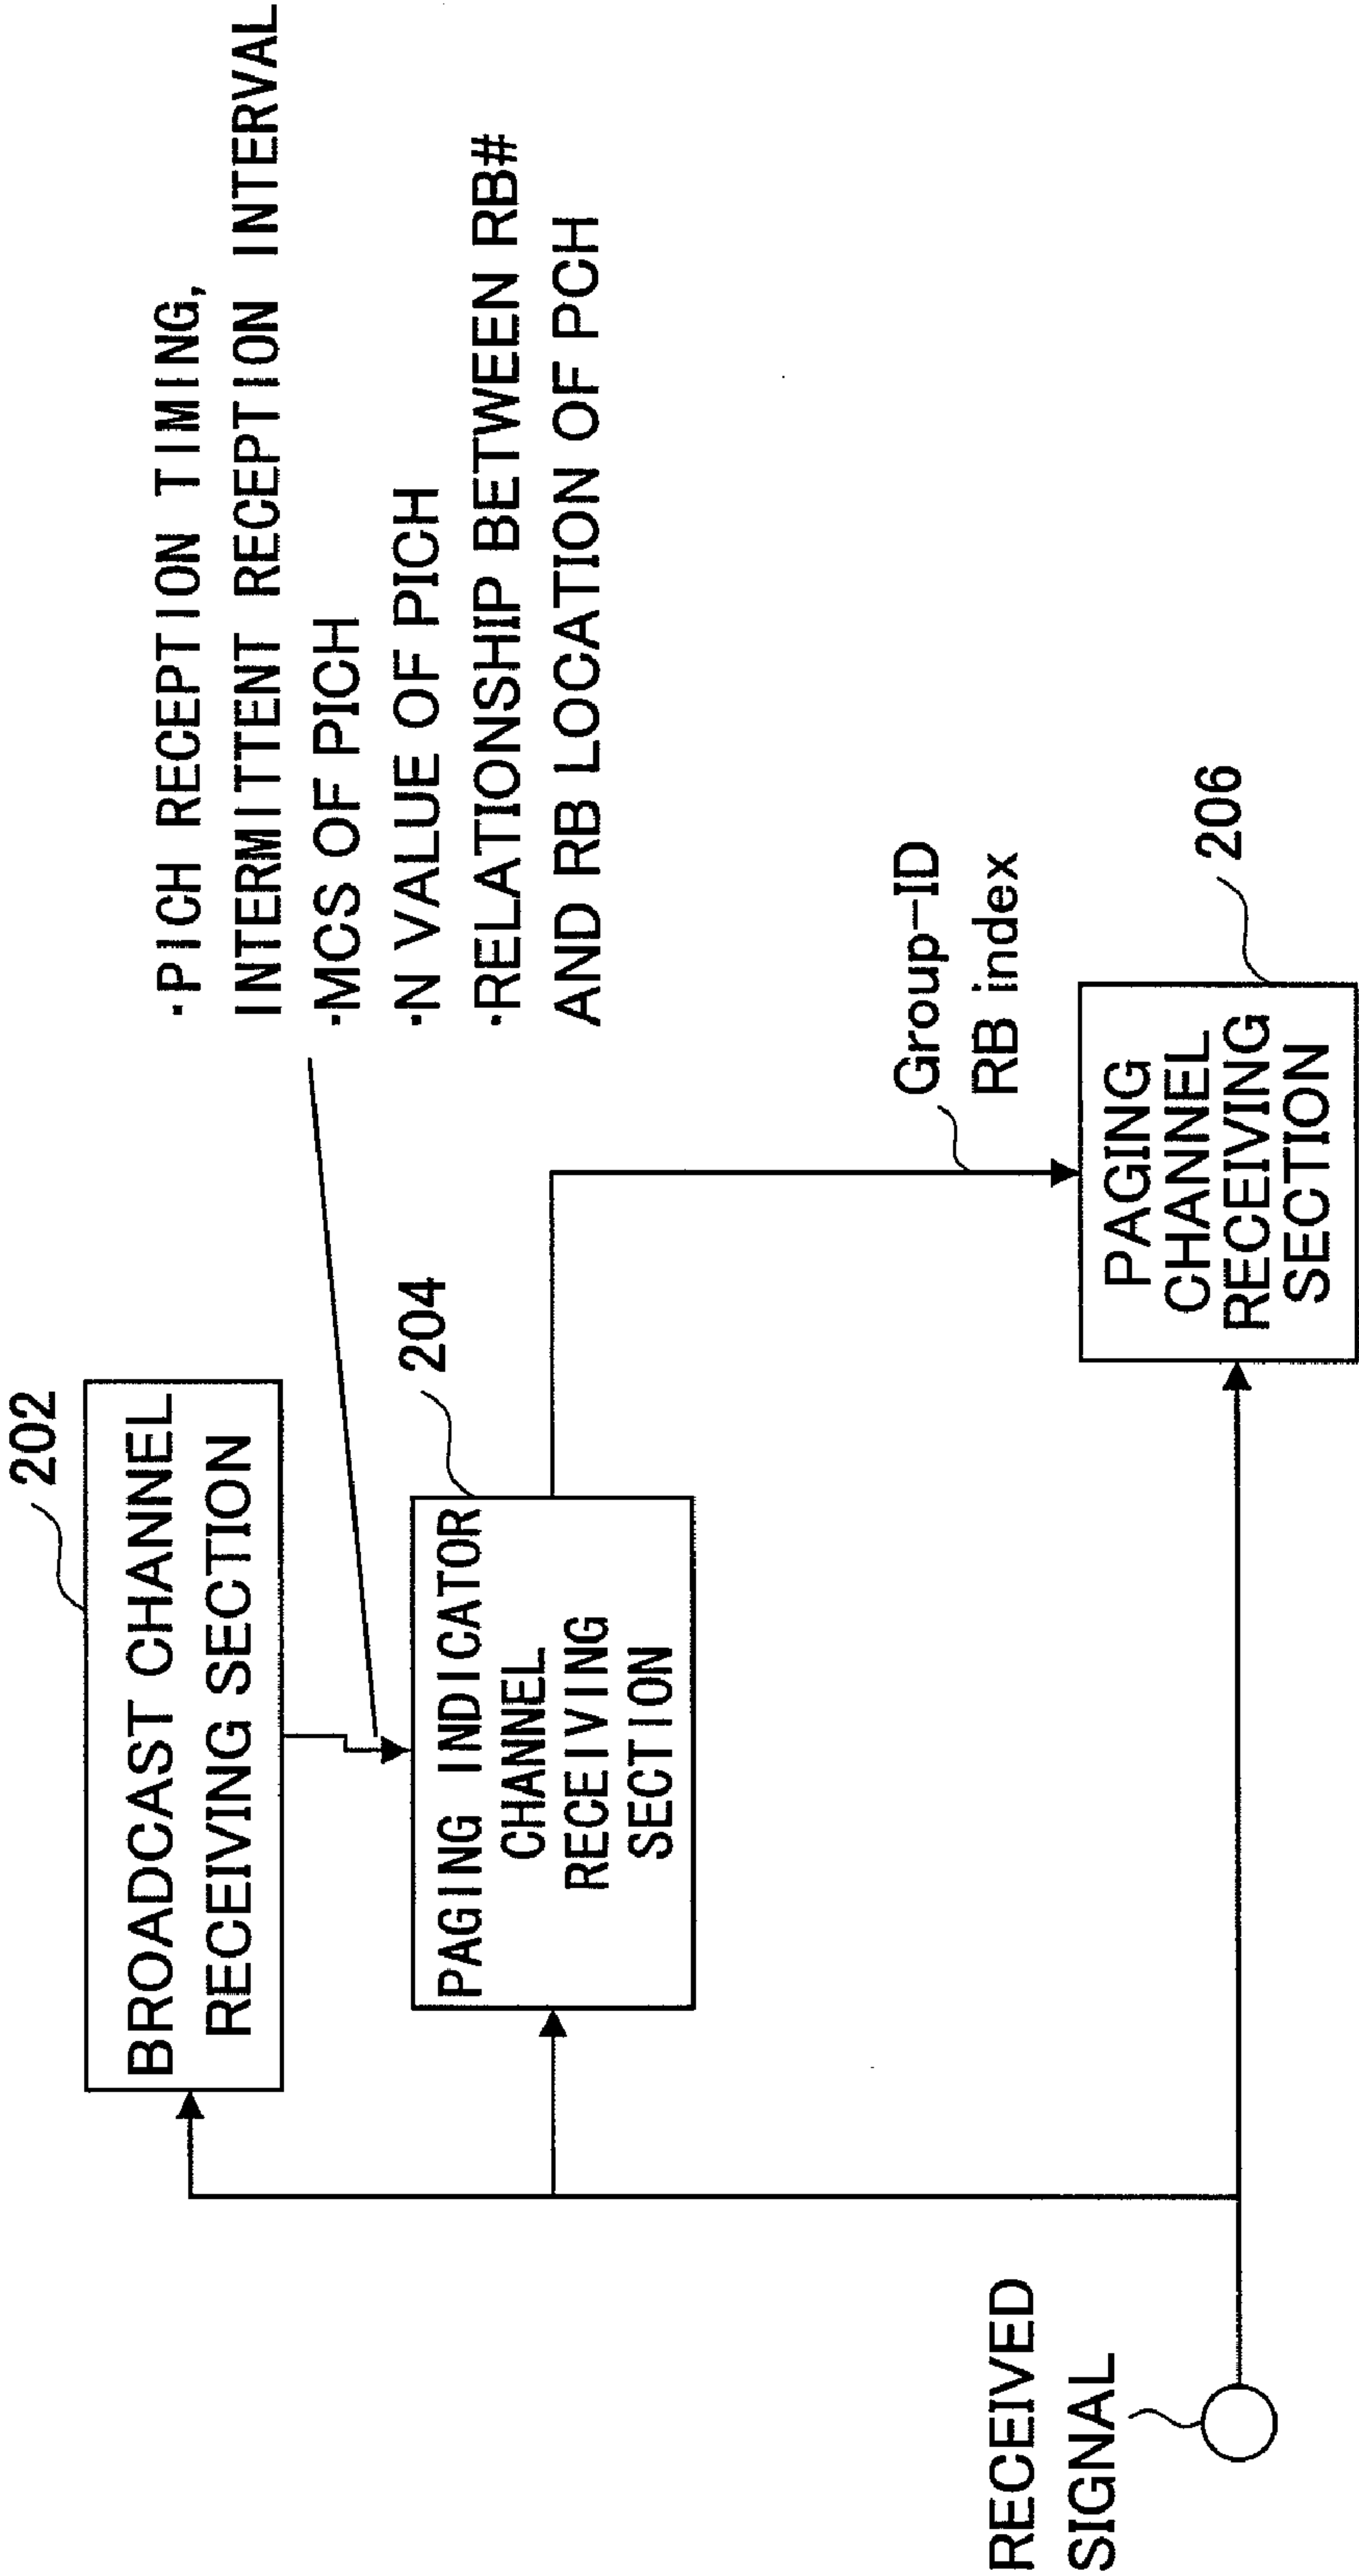 202
BROADCAST CHANNEL
RECEIVING SECTION
·PICH RECEPTION TIMING,
INTERMITTENT RECEPTION INTERVAL
·MCS OF PICH
·N VALUE OF PICH
·RELATIONSHIP BETWEEN RB#
AND RB LOCATION OF PCH
204
PAGING INDICATOR
CHANNEL
RECEIVING
SECTION
Group-ID
RB index
206
PAGING
CHANNEL
RECEIVING
SECTION
RECEIVED
SIGNAL